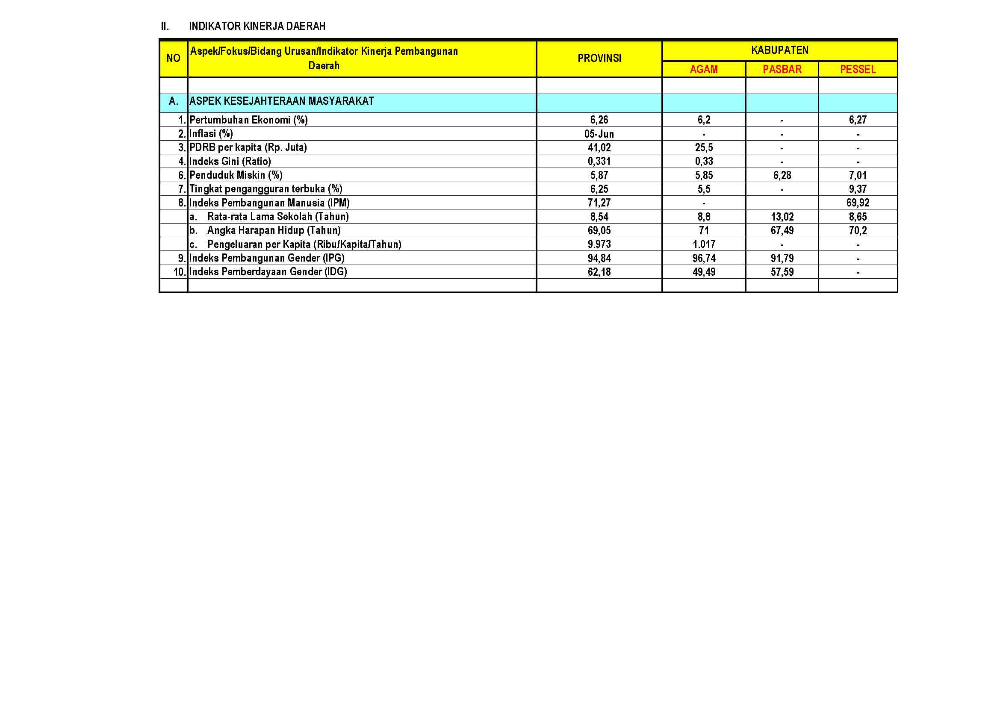 II. INDIKATOR KINERJA DAERAH
NO Aspek/Fokus/Bidang Urusan/Indikator Kinerja Pembangunan Daerah PROVINSI KABUPATEN
AGAM PASBAR PESSEL
A. ASPEK KESEJAHTERAAN MASYARAKAT
1. Pertumbuhan Ekonomi (%) 6,26 6,2 - 6,27
2. Inflasi (%) 05-Jun - - -
3. PDRB per kapita (Rp. Juta) 41,02 25,5 - -
4. Indeks Gini (Ratio) 0,331 0,33 - -
6. Penduduk Miskin (%) 5,87 5,85 6,28 7,01
7. Tingkat pengangguran terbuka (%) 6,25 5,5 - 9,37
8. Indeks Pembangunan Manusia (IPM) 71,27 - 69,92
a. Rata-rata Lama Sekolah (Tahun) 8,54 8,8 13,02 8,65
b. Angka Harapan Hidup (Tahun) 69,05 71 67,49 70,2
c. Pengeluaran per Kapita (Ribu/Kapita/Tahun) 9.973 1.017 - -
9. Indeks Pembangunan Gender (IPG) 94,84 96,74 91,79 -
10. Indeks Pemberdayaan Gender (IDG) 62,18 49,49 57,59 -